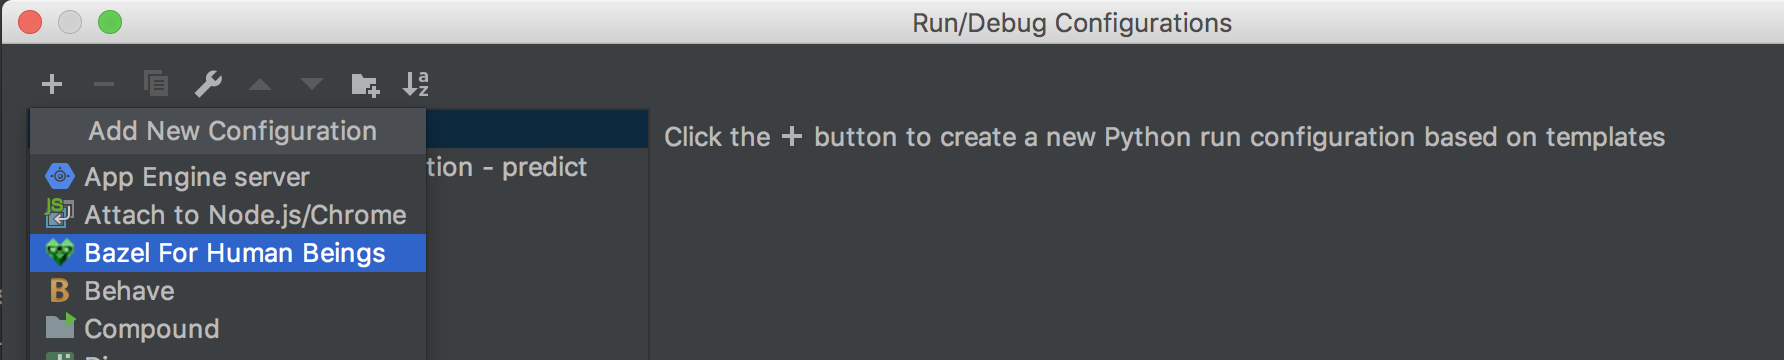 Run/Debug Configurations
Add New Configuration
Click the + button to create a new Python run configuration based on templates
tion - predict
App Engine server
Attach to Node.js/Chrome
Bazel For Human Beings
Behave
Compound